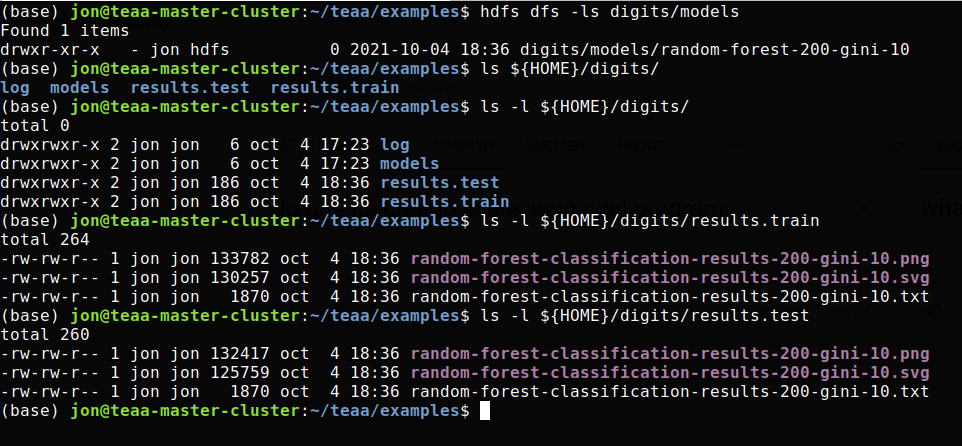 (base) jon@teaa-master-cluster:~/teaa/examples$ hdfs dfs -ls digits/models
Found 1 items
drwxr-xr-x   - jon hdfs          0 2021-10-04 18:36 digits/models/random-forest-200-gini-10
(base) jon@teaa-master-cluster:~/teaa/examples$ ls ${HOME}/digits/
log  models  results.test  results.train
(base) jon@teaa-master-cluster:~/teaa/examples$ ls -l ${HOME}/digits/
total 0
drwxrwxr-x 2 jon jon   6 oct  4 17:23 log
drwxrwxr-x 2 jon jon   6 oct  4 17:23 models
drwxrwxr-x 2 jon jon 186 oct  4 18:36 results.test
drwxrwxr-x 2 jon jon 186 oct  4 18:36 results.train
(base) jon@teaa-master-cluster:~/teaa/examples$ ls -l ${HOME}/digits/results.train
total 264
-rw-rw-r-- 1 jon jon 133782 oct  4 18:36 random-forest-classification-results-200-gini-10.png
-rw-rw-r-- 1 jon jon 130257 oct  4 18:36 random-forest-classification-results-200-gini-10.svg
-rw-rw-r-- 1 jon jon   1870 oct  4 18:36 random-forest-classification-results-200-gini-10.txt
(base) jon@teaa-master-cluster:~/teaa/examples$ ls -l ${HOME}/digits/results.test
total 260
-rw-rw-r-- 1 jon jon 132417 oct  4 18:36 random-forest-classification-results-200-gini-10.png
-rw-rw-r-- 1 jon jon 125759 oct  4 18:36 random-forest-classification-results-200-gini-10.svg
-rw-rw-r-- 1 jon jon   1870 oct  4 18:36 random-forest-classification-results-200-gini-10.txt
(base) jon@teaa-master-cluster:~/teaa/examples$